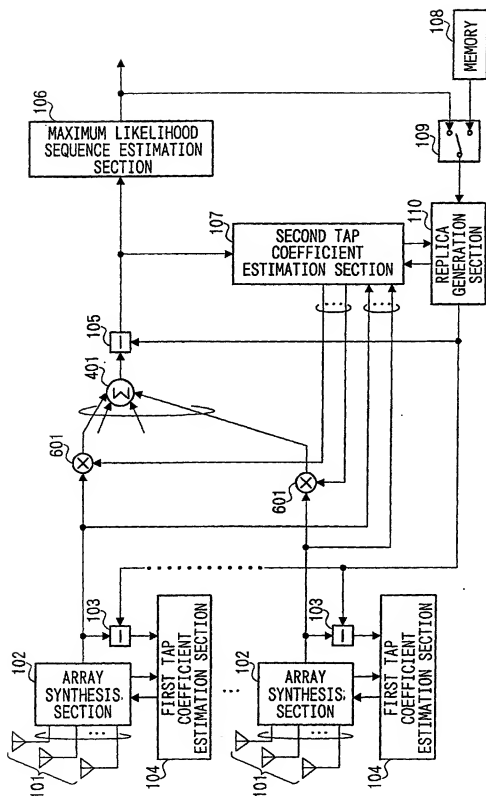 108
MEMORY
109
106
MAXIMUM LIKELIHOOD
SEQUENCE ESTIMATION
SECTION
107
SECOND TAP
COEFFICIENT
ESTIMATION SECTION
110
REPLICA
GENERATION
SECTION
105
401
Σ
601
601
103
103
102
ARRAY
SYNTHESIS
SECTION
101
104
FIRST TAP
COEFFICIENT
ESTIMATION SECTION
102
ARRAY
SYNTHESIS
SECTION
101
104
FIRST TAP
COEFFICIENT
ESTIMATION SECTION